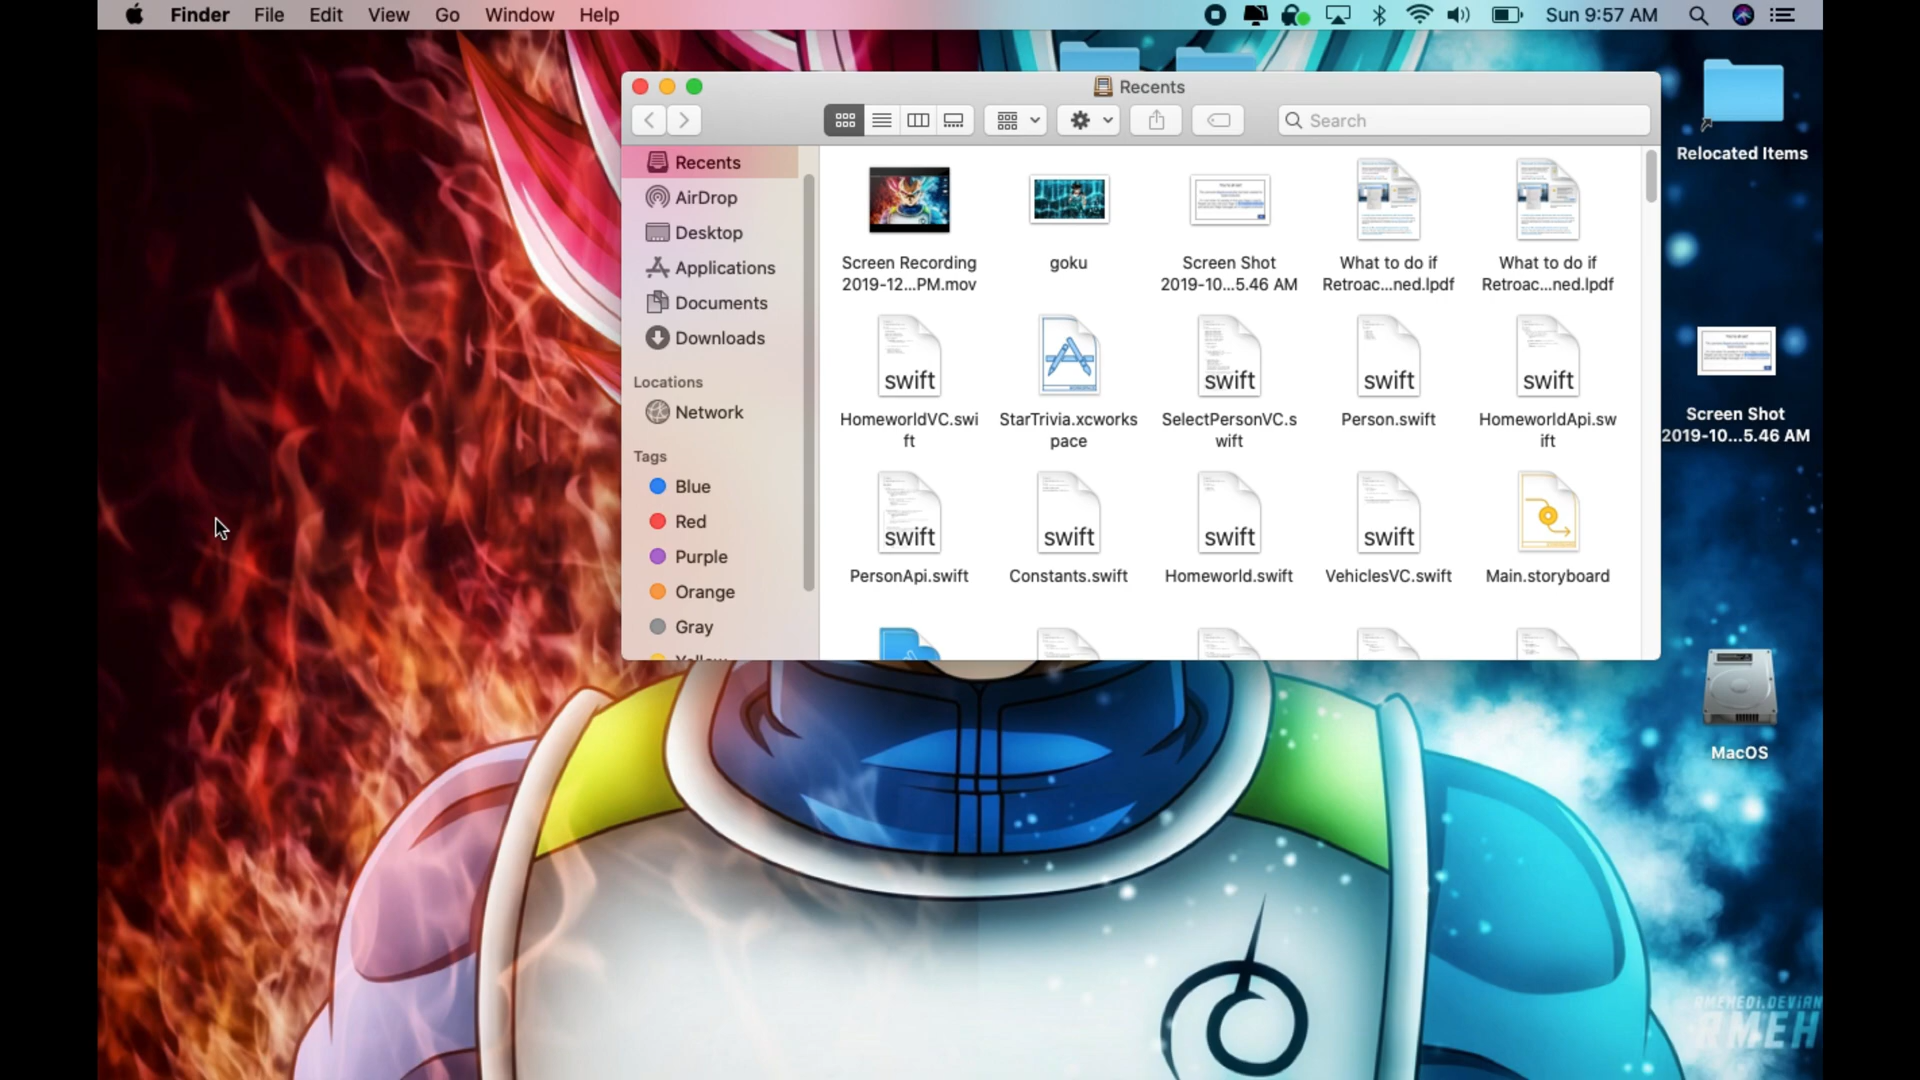 Finder File Edit View Go Window Help Sun 9:57 AM
Recents
Search
Recents
AirDrop
Desktop
Applications
Documents
Downloads
Locations
Network
Tags
Blue
Red
Purple
Orange
Gray
Yellow
Screen Recording
2019-12...PM.mov
goku
Screen Shot
2019-10...5.46 AM
What to do if
Retroac...ned.lpdf
What to do if
Retroac...ned.lpdf
swift
HomeworldVC.swi
ft
StarTrivia.xcworks
pace
swift
SelectPersonVC.s
wift
swift
Person.swift
swift
HomeworldApi.sw
ift
swift
PersonApi.swift
swift
Constants.swift
swift
Homeworld.swift
swift
VehiclesVC.swift
Main.storyboard
Relocated Items
Screen Shot
2019-10...5.46 AM
MacOS
RMEH